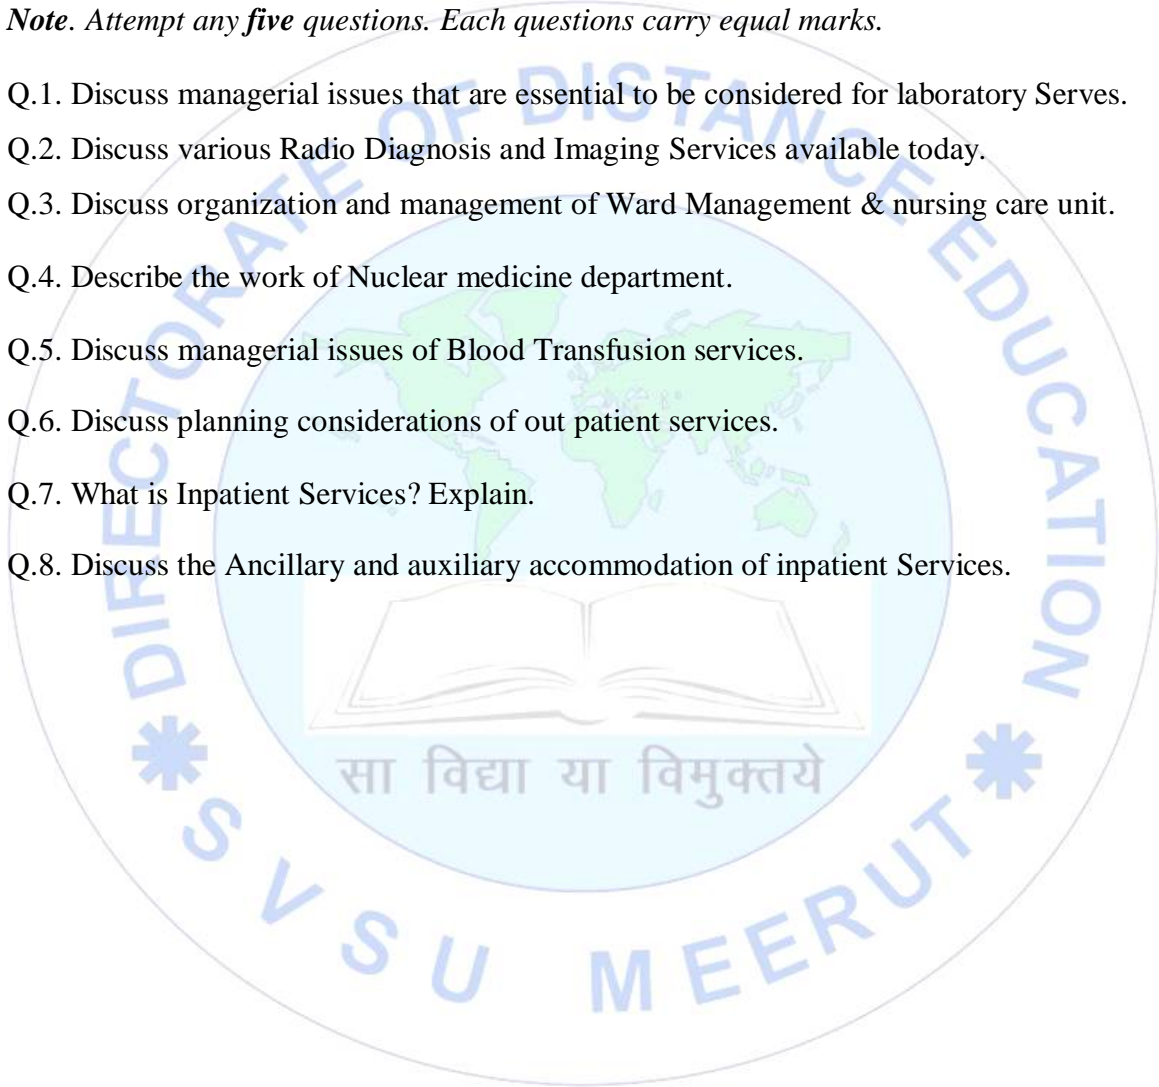 Note. Attempt any five questions. Each questions carry equal marks.
Q.1. Discuss managerial issues that are essential to be considered for laboratory Serves.
Q.2. Discuss various Radio Diagnosis and Imaging Services available today.
Q.3. Discuss organization and management of Ward Management & nursing care unit.
Q.4. Describe the work of Nuclear medicine department.
Q.5. Discuss managerial issues of Blood Transfusion services.
Q.6. Discuss planning considerations of out patient services.
Q.7. What is Inpatient Services? Explain.
Q.8. Discuss the Ancillary and auxiliary accommodation of inpatient Services.
DIRECTORATE OF DISTANCE EDUCATION
सा विद्या या विमुक्तये
* SVSU MEERUT *